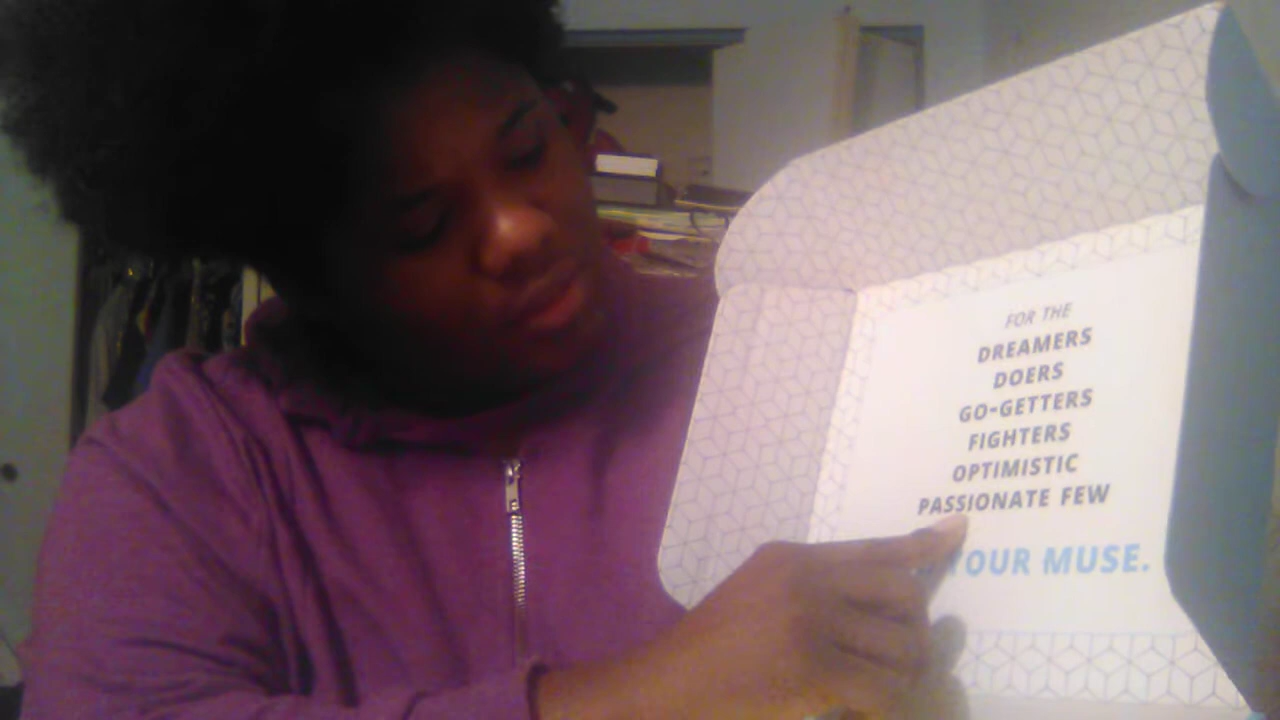 FOR THE
DREAMERS
DOERS
GO-GETTERS
FIGHTERS
OPTIMISTIC
PASSIONATE FEW
YOUR MUSE.